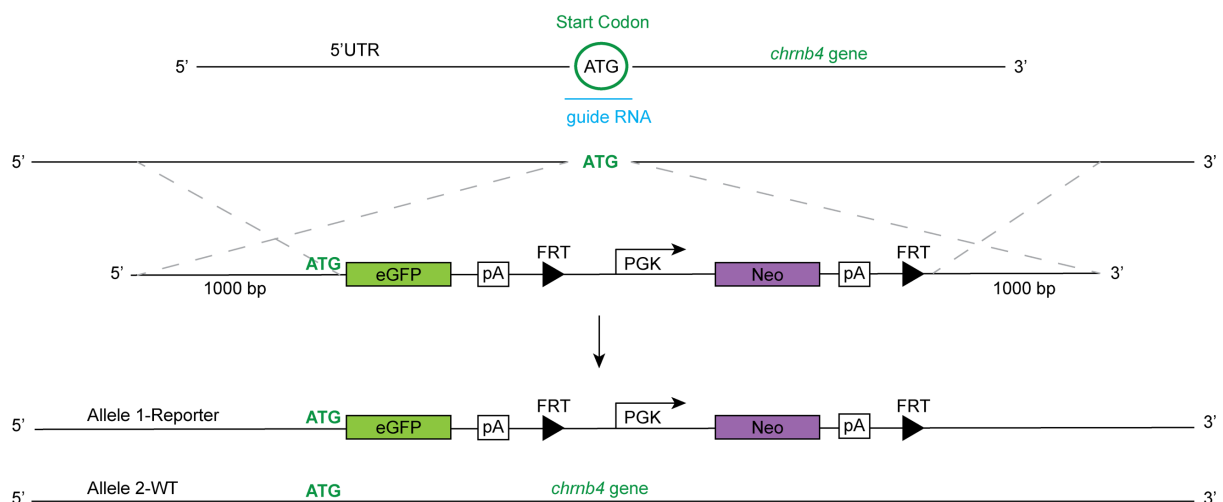 Start Codon
5'UTR
5' ATG chrnb4 gene 3'
guide RNA
5' ATG 3'
FRT FRT
5' ATG eGFP pA PGK Neo pA 3'
1000 bp 1000 bp
Allele 1-Reporter
FRT FRT
5' ATG eGFP pA PGK Neo pA 3'
Allele 2-WT
5' ATG chrnb4 gene 3'